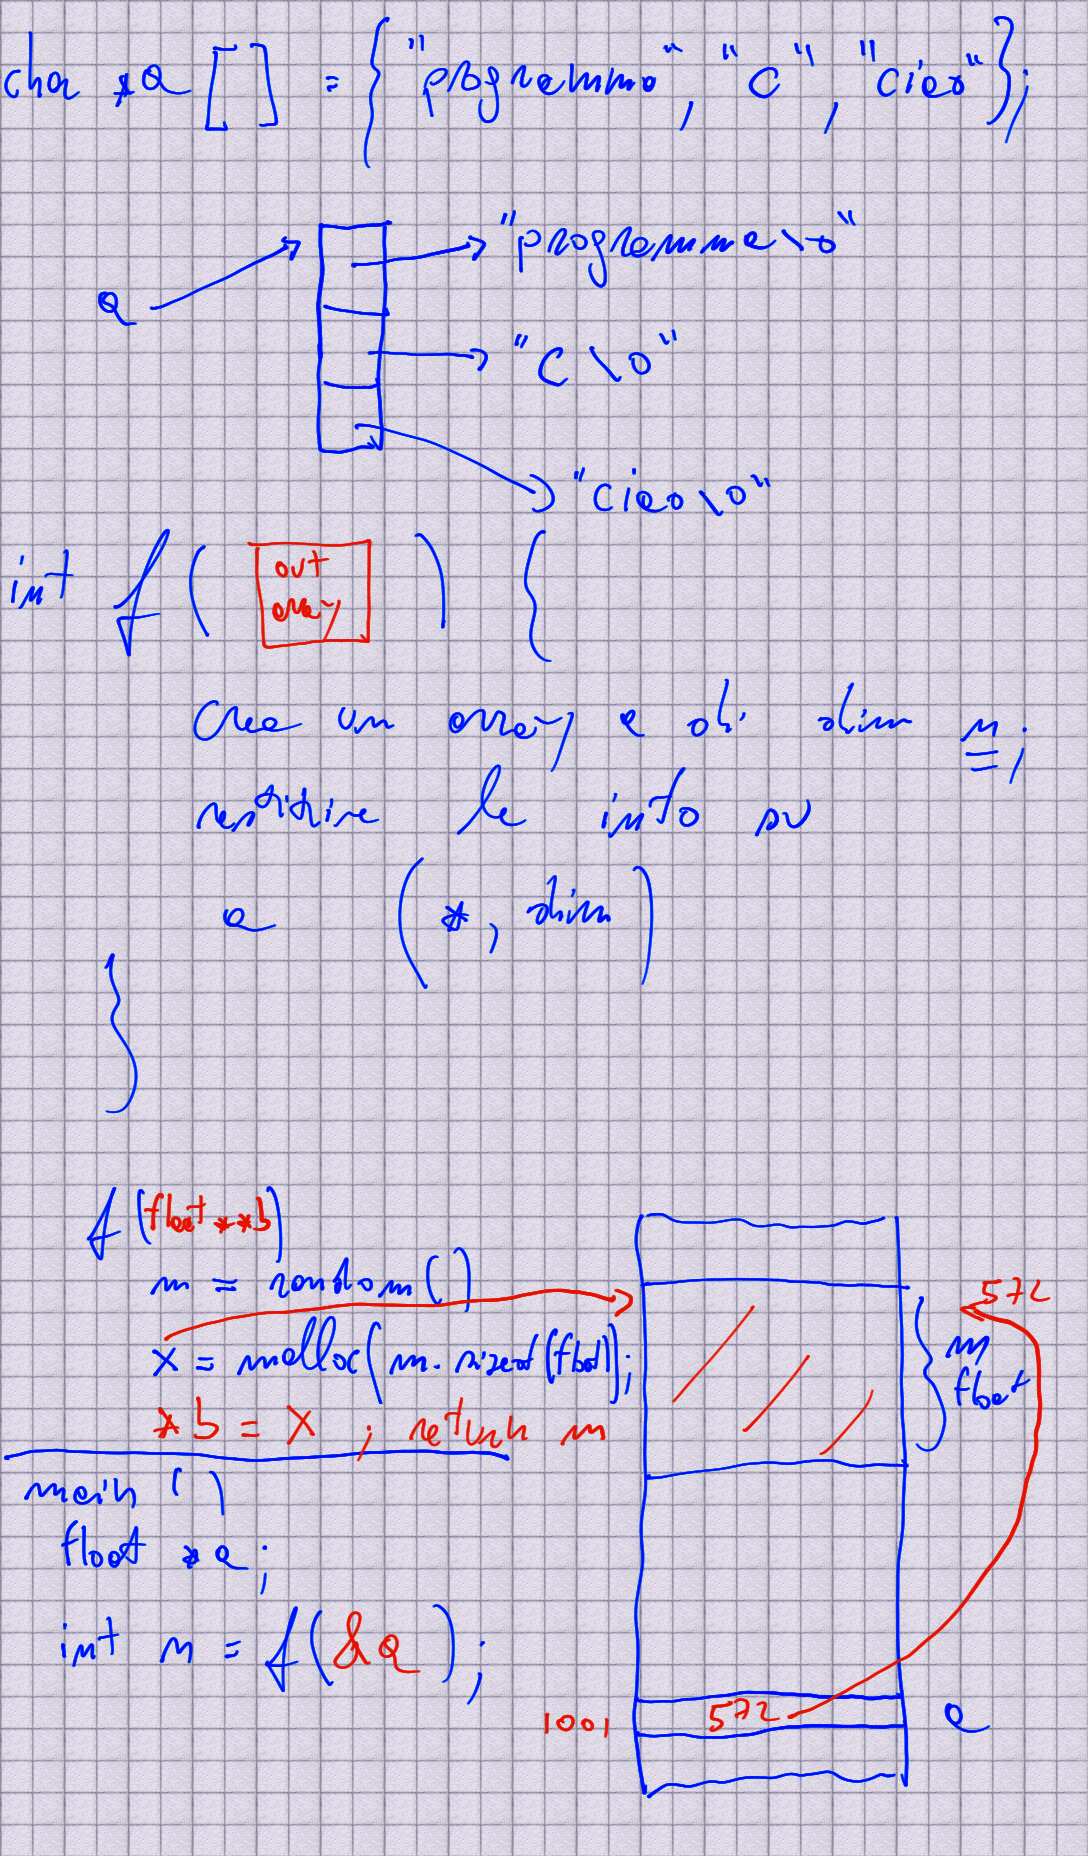 char *a [] = { "programma", "C", "ciao" };
"programma\0"
a
"C\0"
"ciao\0"
int f ( out array ) {
Crea un array a di dim n;
restituire le info su
a (*, dim)
}
f (float **b)
n = random()
x = malloc(n · sizeof(float));
*b = x ; return n
main ()
float *a;
int n = f(&a);
572
n float
1001 572 a